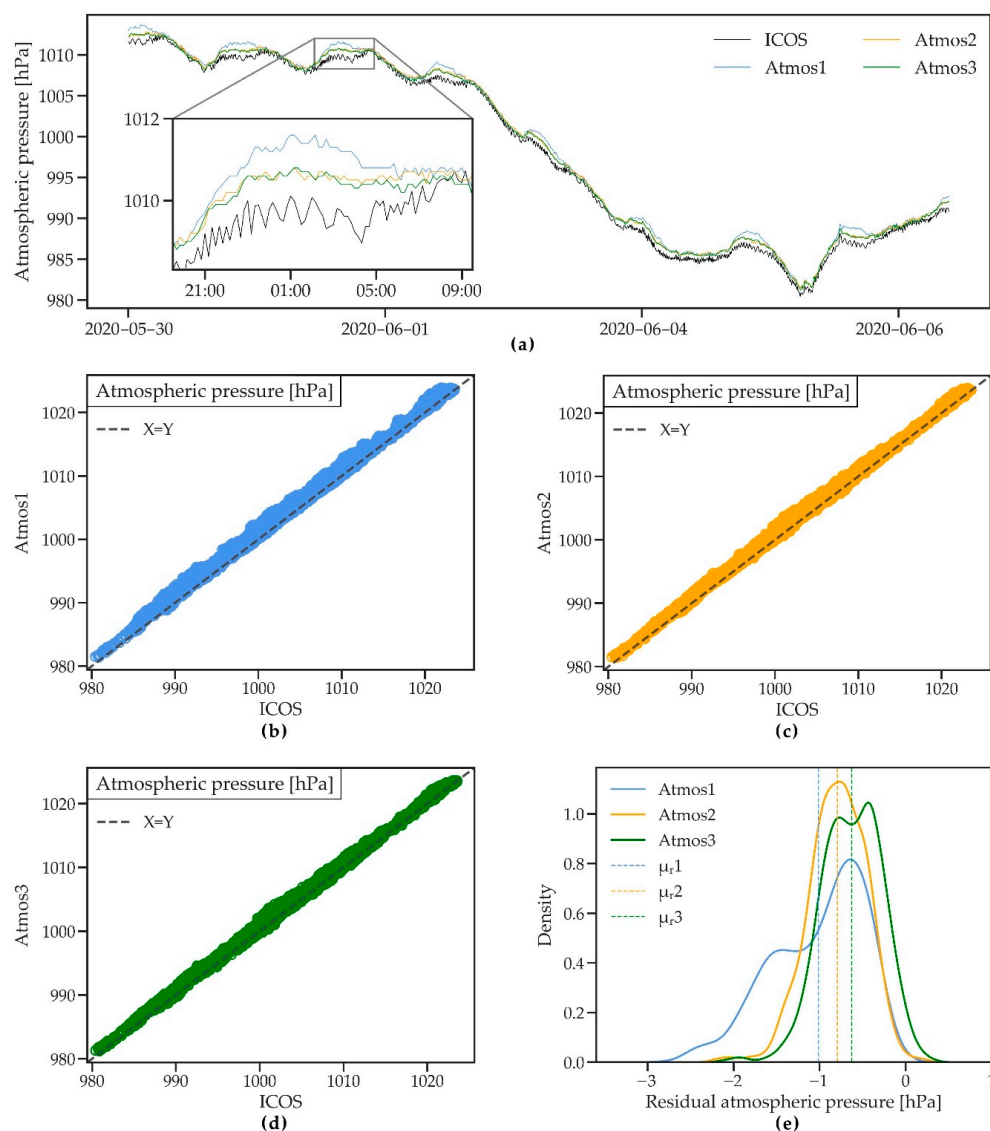 Atmospheric pressure [hPa]
1010
1005
1000
995
990
985
980
ICOS
Atmos1
Atmos2
Atmos3
1012
1010
21:00 01:00 05:00 09:00
2020−05−30 2020−06−01 2020−06−04 2020−06−06
(a)
Atmospheric pressure [hPa]
X=Y
Atmos1
1020
1010
1000
990
980
980 990 1000 1010 1020
ICOS
(b)
Atmospheric pressure [hPa]
X=Y
Atmos2
1020
1010
1000
990
980
980 990 1000 1010 1020
ICOS
(c)
Atmospheric pressure [hPa]
X=Y
Atmos3
1020
1010
1000
990
980
980 990 1000 1010 1020
ICOS
(d)
Atmos1
Atmos2
Atmos3
μr1
μr2
μr3
Density
1.0
0.8
0.6
0.4
0.2
0.0
−3 −2 −1 0 1
Residual atmospheric pressure [hPa]
(e)